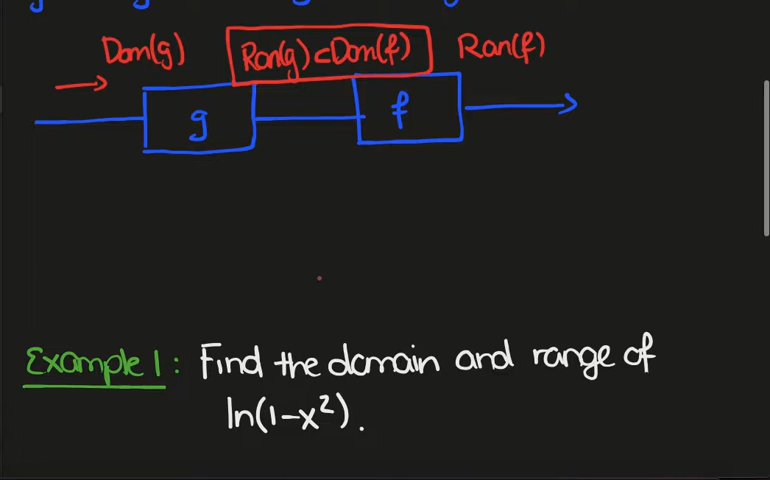 Dom(g) Ran(g)⊂Dom(f) Ran(f)
g f
Example 1: Find the domain and range of
ln(1-x²).